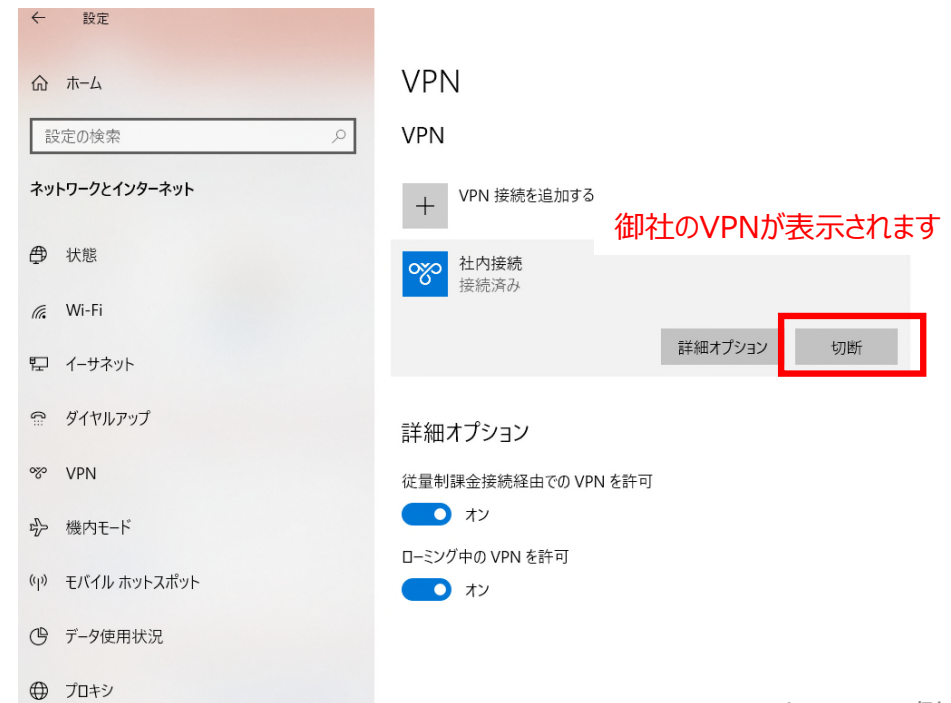 設定
ホーム
設定の検索
ネットワークとインターネット
状態
Wi-Fi
イーサネット
ダイヤルアップ
VPN
機内モード
モバイル ホットスポット
データ使用状況
プロキシ
VPN
VPN
VPN 接続を追加する
御社のVPNが表示されます
社内接続
接続済み
詳細オプション
切断
詳細オプション
従量制課金接続経由での VPN を許可
オン
ローミング中の VPN を許可
オン